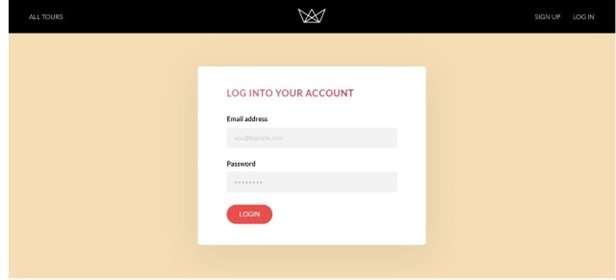 ALL TOURS
SIGN UP LOG IN
LOG INTO YOUR ACCOUNT
Email address
you@example.com
Password
••••••••
LOGIN